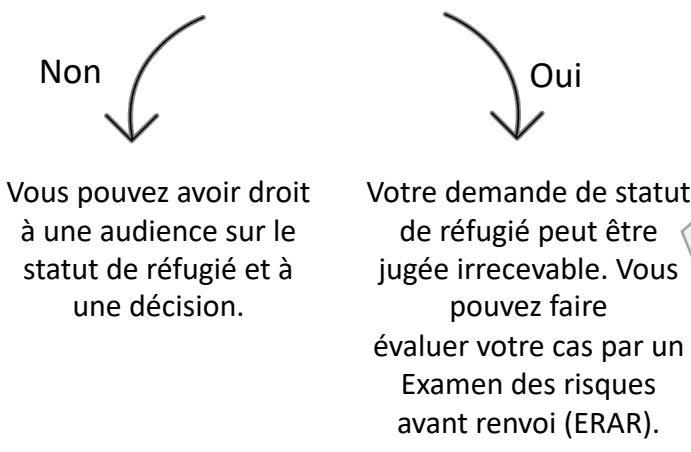 Non
Oui
Vous pouvez avoir droit
à une audience sur le
statut de réfugié et à
une décision.
Votre demande de statut
de réfugié peut être
jugée irrecevable. Vous
pouvez faire
évaluer votre cas par un
Examen des risques
avant renvoi (ERAR).